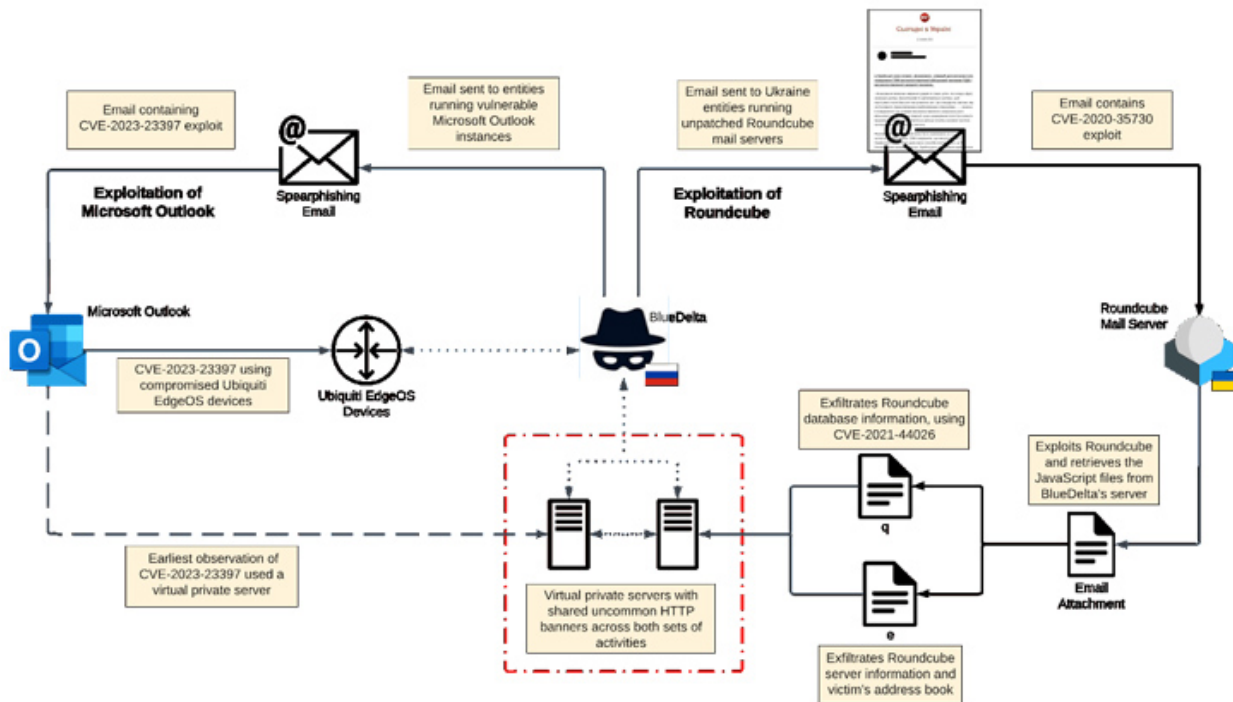 Email containing
CVE-2023-23397 exploit
Email sent to entities
running vulnerable
Microsoft Outlook
instances
Email sent to Ukraine
entities running
unpatched Roundcube
mail servers
Email contains
CVE-2020-35730
exploit
@
@
Exploitation of
Microsoft Outlook
Spearphishing
Email
Exploitation of
Roundcube
Spearphishing
Email
Microsoft Outlook
O
BlueDelta
Roundcube
Mail Server
CVE-2023-23397 using
compromised Ubiquiti
EdgeOS devices
Ubiquiti EdgeOS
Devices
Exfiltrates Roundcube
database information, using
CVE-2021-44026
Exploits Roundcube
and retrieves the
JavaScript files from
BlueDelta's server
q
Earliest observation of
CVE-2023-23397 used a
virtual private server
Virtual private servers with
shared uncommon HTTP
banners across both sets of
activities
Email
Attachment
e
Exfiltrates Roundcube
server information and
victim's address book